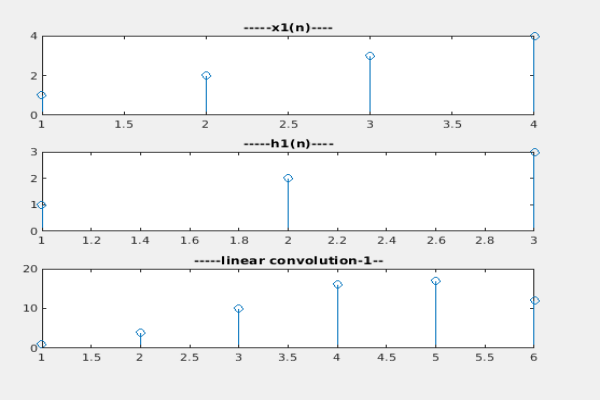 -----x1(n)----
4
2
0
1 1.5 2 2.5 3 3.5 4
-----h1(n)----
3
2
1
0
1 1.2 1.4 1.6 1.8 2 2.2 2.4 2.6 2.8 3
-----linear convolution-1--
20
10
0
1 1.5 2 2.5 3 3.5 4 4.5 5 5.5 6